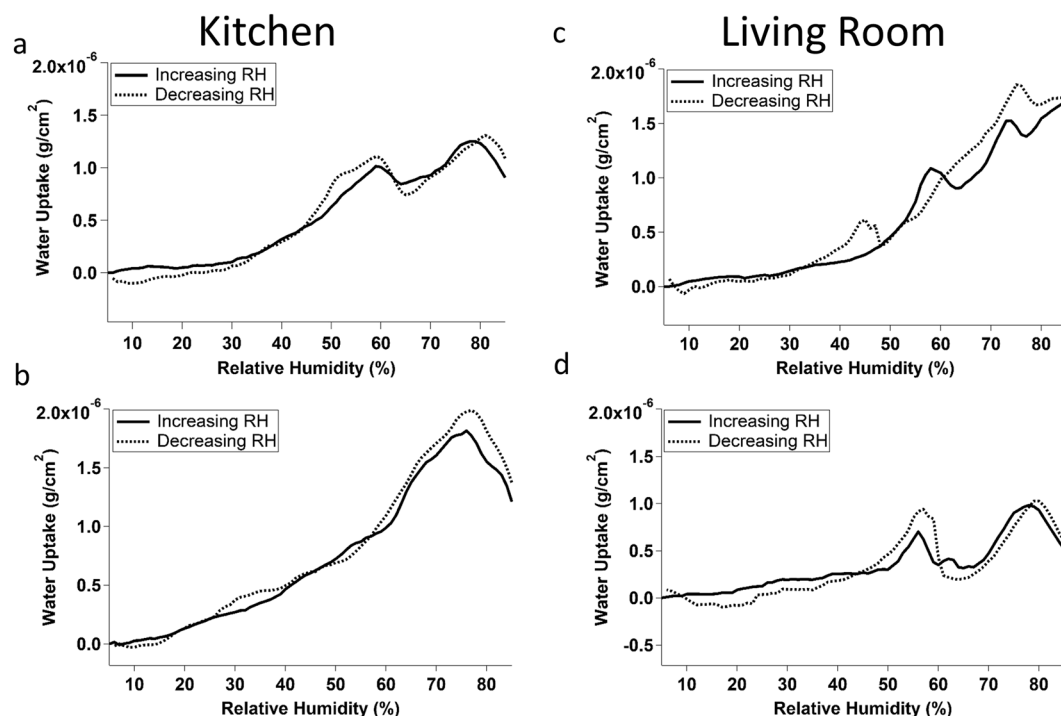 Kitchen
Living Room
a
2.0x10-6
Increasing RH
Decreasing RH
1.5
1.0
0.5
0.0
Water Uptake (g/cm2)
10 20 30 40 50 60 70 80
Relative Humidity (%)
c
2.0x10-6
Increasing RH
Decreasing RH
1.5
1.0
0.5
0.0
Water Uptake (g/cm2)
10 20 30 40 50 60 70 80
Relative Humidity (%)
b
2.0x10-6
Increasing RH
Decreasing RH
1.5
1.0
0.5
0.0
Water Uptake (g/cm2)
10 20 30 40 50 60 70 80
Relative Humidity (%)
d
2.0x10-6
Increasing RH
Decreasing RH
1.5
1.0
0.5
0.0
-0.5
Water Uptake (g/cm2)
10 20 30 40 50 60 70 80
Relative Humidity (%)